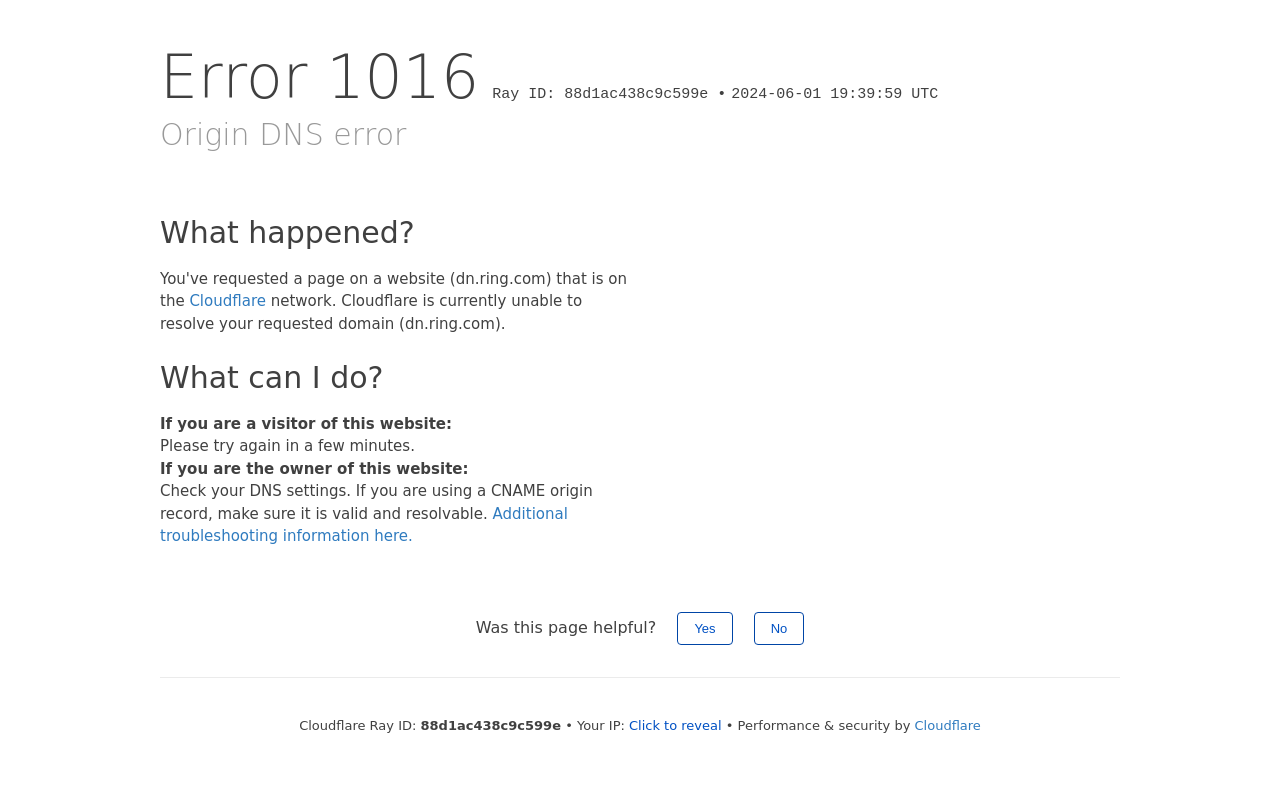 Error 1016 Ray ID: 88d1ac438c9c599e • 2024-06-01 19:39:59 UTC
Origin DNS error
What happened?
You've requested a page on a website (dn.ring.com) that is on
the Cloudflare network. Cloudflare is currently unable to
resolve your requested domain (dn.ring.com).
What can I do?
If you are a visitor of this website:
Please try again in a few minutes.
If you are the owner of this website:
Check your DNS settings. If you are using a CNAME origin
record, make sure it is valid and resolvable. Additional
troubleshooting information here.
Was this page helpful? Yes No
Cloudflare Ray ID: 88d1ac438c9c599e • Your IP: Click to reveal • Performance & security by Cloudflare